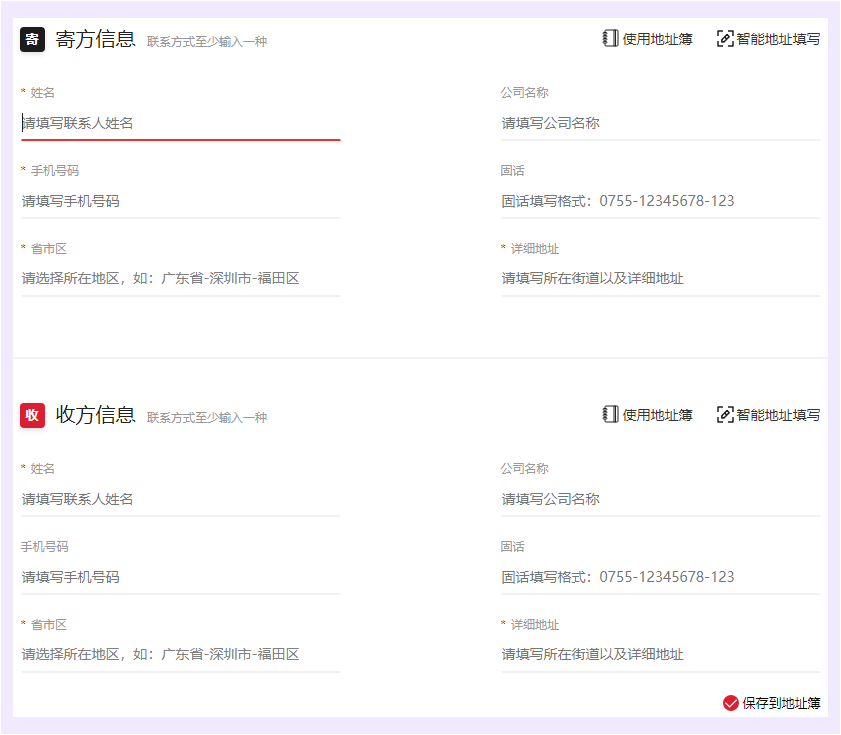 寄 寄方信息 联系方式至少输入一种 使用地址簿 智能地址填写
* 姓名 公司名称
请填写联系人姓名 请填写公司名称
* 手机号码 固话
请填写手机号码 固话填写格式：0755-12345678-123
* 省市区 * 详细地址
请选择所在地区，如：广东省-深圳市-福田区 请填写所在街道以及详细地址
收 收方信息 联系方式至少输入一种 使用地址簿 智能地址填写
* 姓名 公司名称
请填写联系人姓名 请填写公司名称
手机号码 固话
请填写手机号码 固话填写格式：0755-12345678-123
* 省市区 * 详细地址
请选择所在地区，如：广东省-深圳市-福田区 请填写所在街道以及详细地址
保存到地址簿